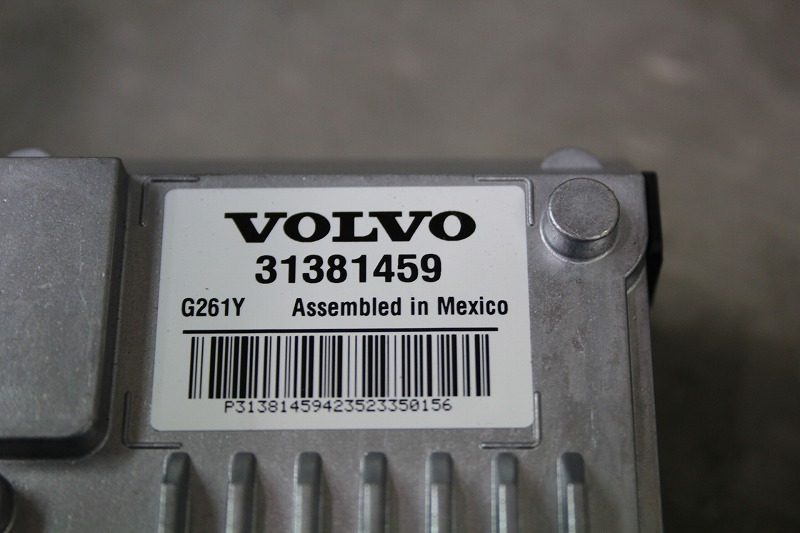 VOLVO
31381459
G261Y Assembled in Mexico
P31381459423523350156